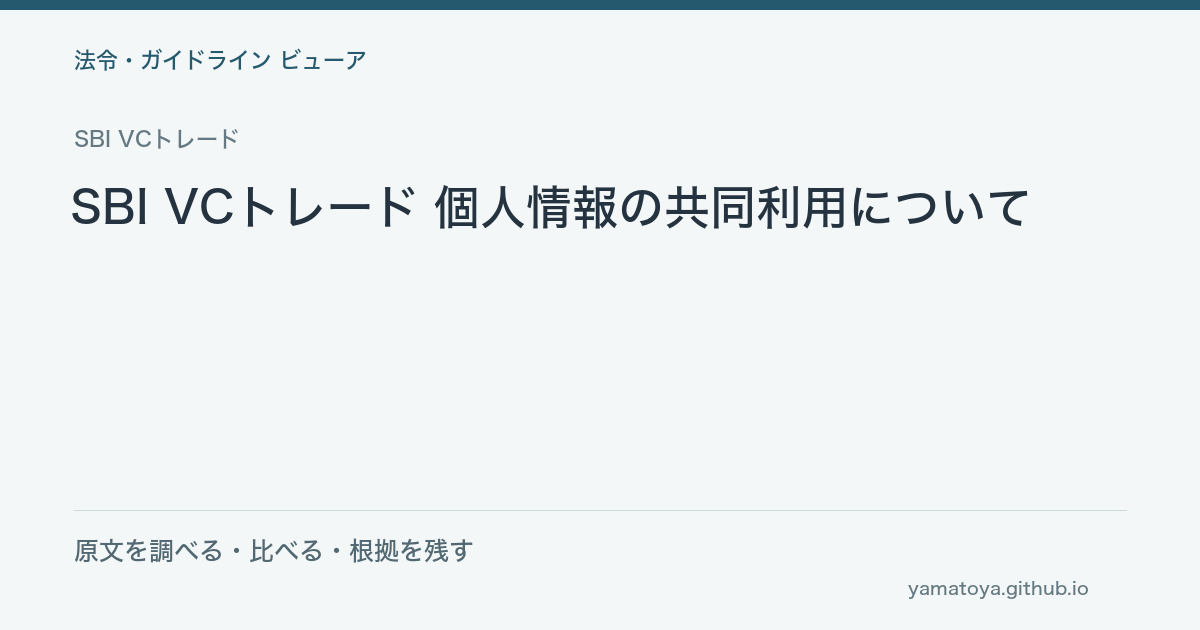 法令・ガイドライン ビューア
SBI VCトレード
SBI VCトレード 個人情報の共同利用について
原文を調べる・比べる・根拠を残す
yamatoya.github.io